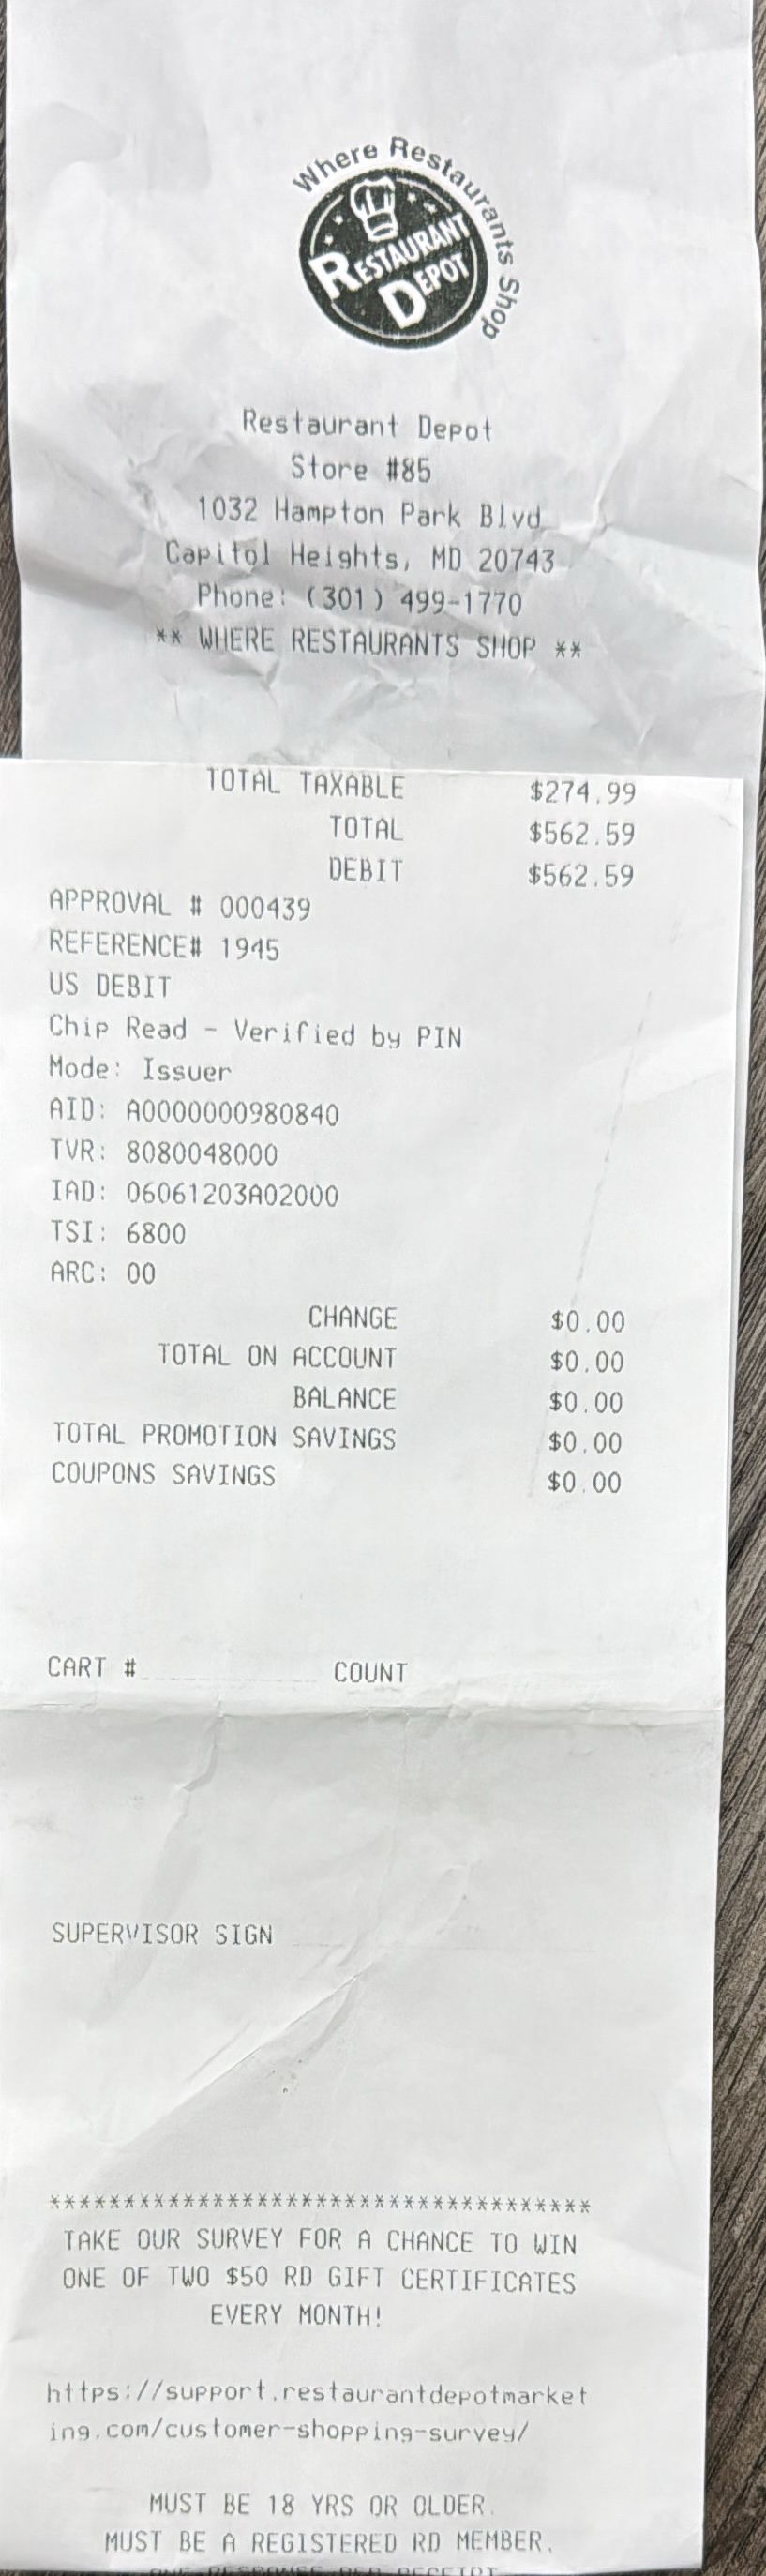 Where Restaurants Shop
RESTAURANT
DEPOT
Restaurant Depot
Store #85
1032 Hampton Park Blvd
Capitol Heights, MD 20743
Phone: (301) 499-1770
** WHERE RESTAURANTS SHOP **
TOTAL TAXABLE $274.99
TOTAL $562.59
DEBIT $562.59
APPROVAL # 000439
REFERENCE# 1945
US DEBIT
Chip Read - Verified by PIN
Mode: Issuer
AID: A0000000980840
TVR: 8080048000
IAD: 06061203A02000
TSI: 6800
ARC: 00
CHANGE $0.00
TOTAL ON ACCOUNT $0.00
BALANCE $0.00
TOTAL PROMOTION SAVINGS $0.00
COUPONS SAVINGS $0.00
CART # COUNT
SUPERVISOR SIGN
************************************
TAKE OUR SURVEY FOR A CHANCE TO WIN
ONE OF TWO $50 RD GIFT CERTIFICATES
EVERY MONTH!
https://support.restaurantdepotmarket
ing.com/customer-shopping-survey/
MUST BE 18 YRS OR OLDER.
MUST BE A REGISTERED RD MEMBER.
ONE RESPONSE PER RECEIPT